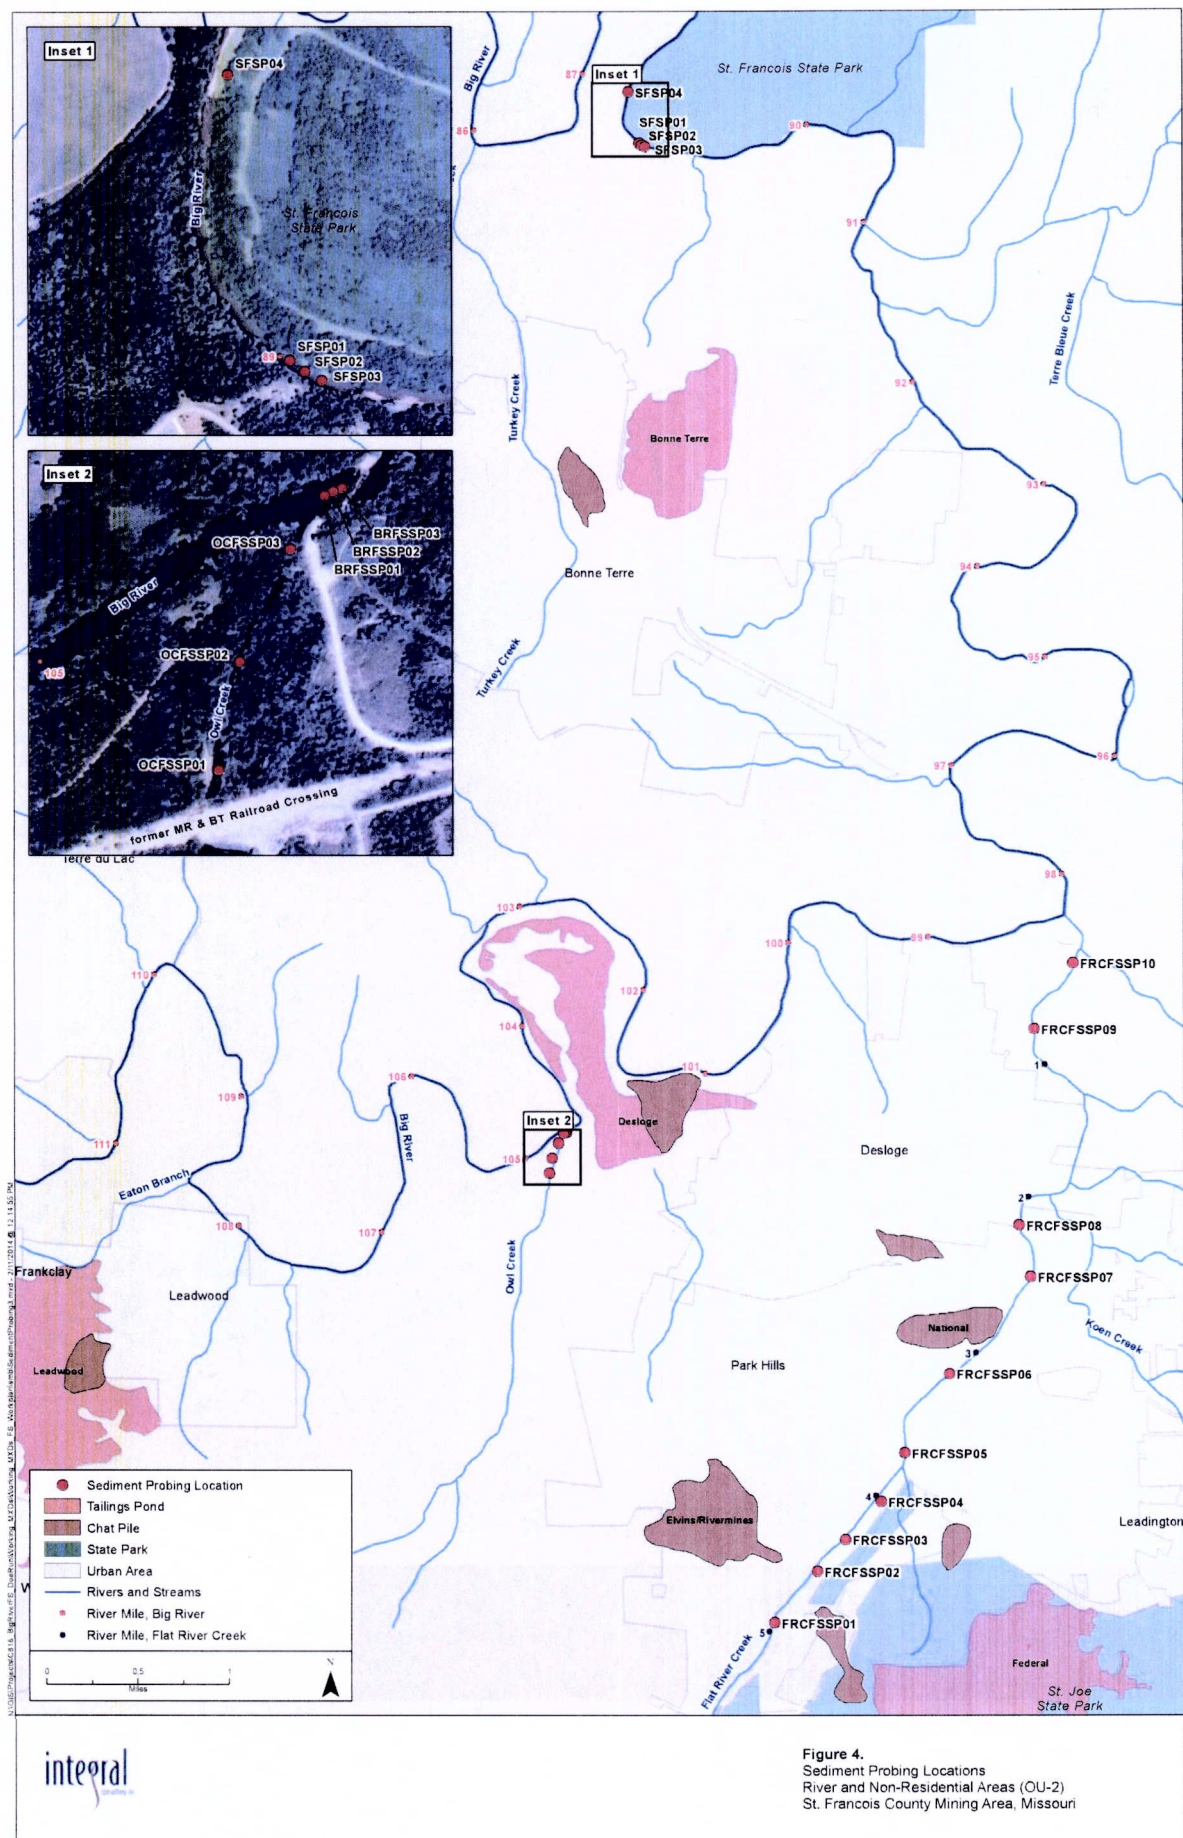 Inset 1
SFSP04
Big River
St. Francois
State Park
SFSP01
89
SFSP02
SFSP03
Inset 2
BRFSSP03
OCFSSP03
BRFSSP02
BRFSSP01
Big River
OCFSSP02
105
Owl Creek
OCFSSP01
former MR & BT Railroad Crossing
Big River
87
Inset 1
St. Francois State Park
SFSP04
86
SFSP01
SFSP02
SFSP03
90
91
Terre Bleue Creek
92
Turkey Creek
Bonne Terre
93
Bonne Terre
94
95
Turkey Creek
96
97
Terre du Lac
98
103
99
100
110
FRCFSSP10
102
104
FRCFSSP09
1
101
106
109
Inset 2
Desloge
111
Big River
105
Desloge
Eaton Branch
2
108
107
FRCFSSP08
Frankclay
Owl Creek
FRCFSSP07
Leadwood
National
Koen Creek
3
Leadwood
Park Hills
FRCFSSP06
FRCFSSP05
4
FRCFSSP04
Elvins/Rivermines
Leadington
FRCFSSP03
FRCFSSP02
FRCFSSP01
5
Flat River Creek
Federal
St. Joe
State Park
Sediment Probing Location
Tailings Pond
Chat Pile
State Park
Urban Area
Rivers and Streams
River Mile, Big River
River Mile, Flat River Creek
0 0.5 1
Miles
N
integral
Figure 4.
Sediment Probing Locations
River and Non-Residential Areas (OU-2)
St. Francois County Mining Area, Missouri